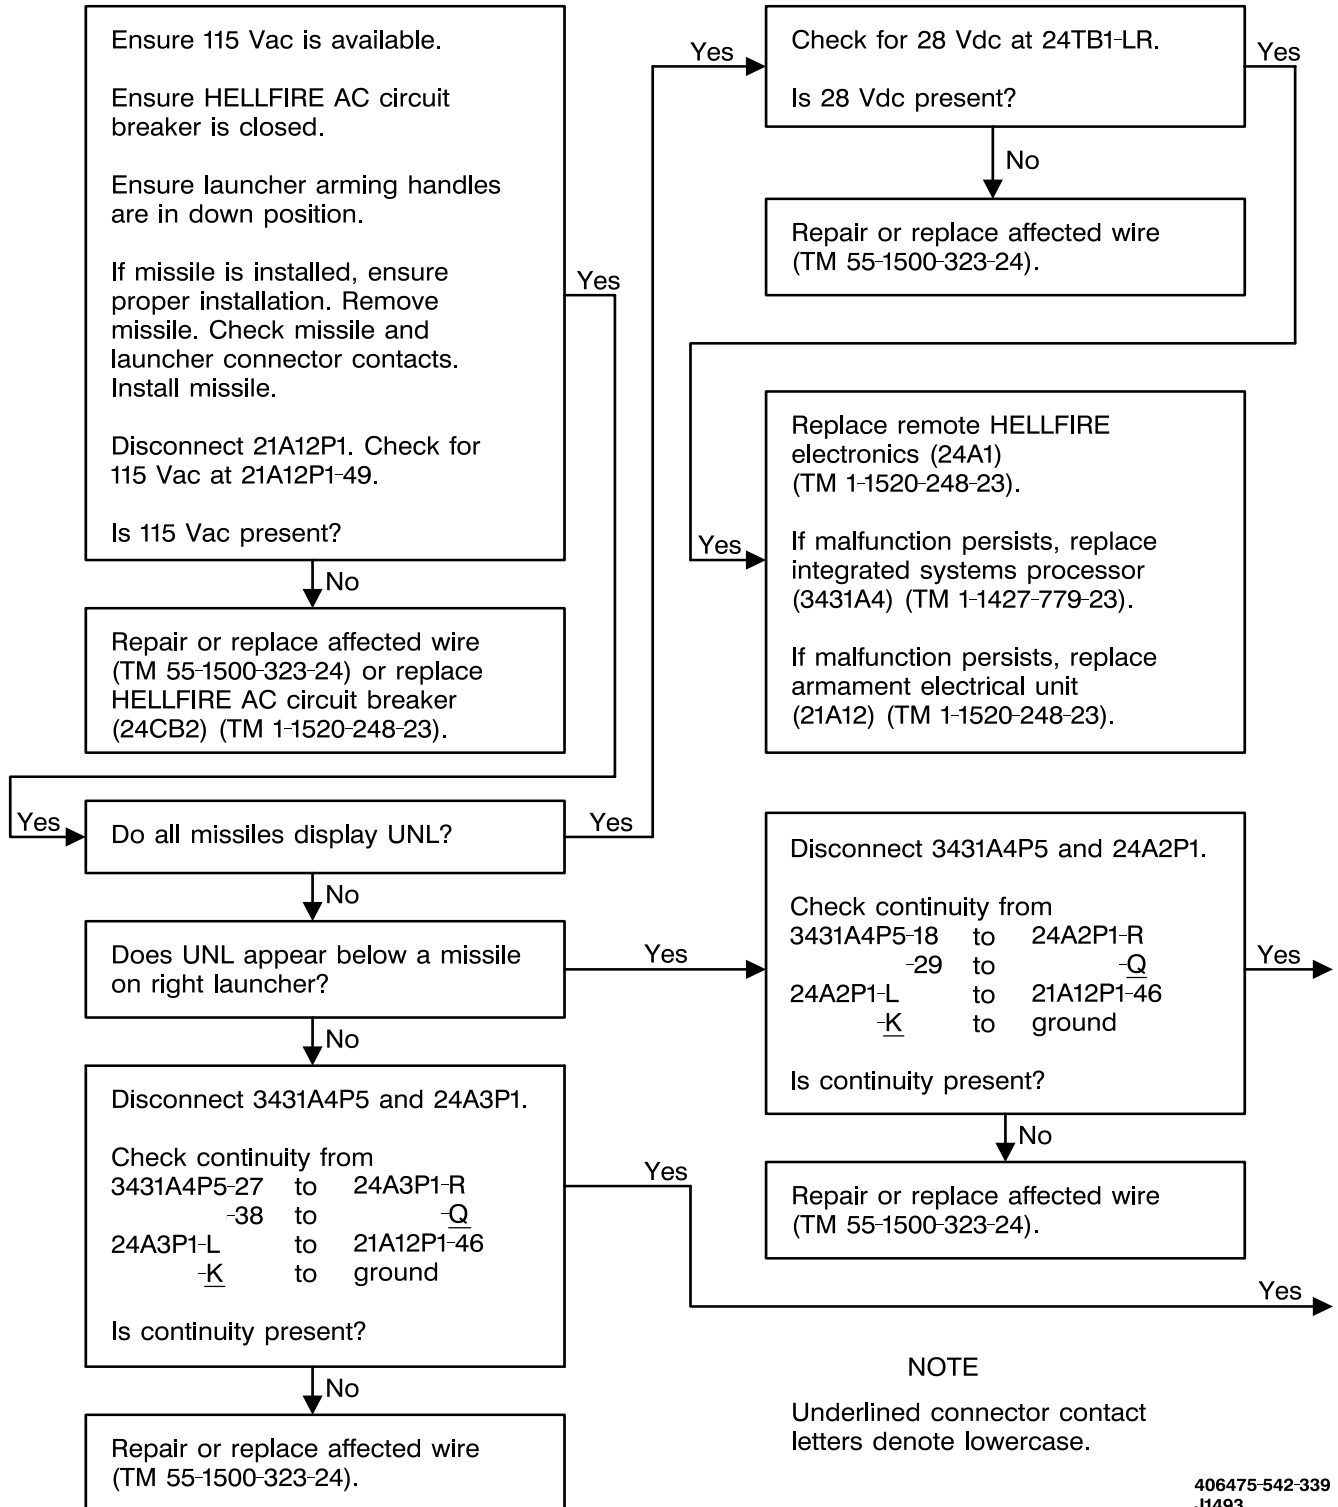 Ensure 115 Vac is available.
Ensure HELLFIRE AC circuit
breaker is closed.
Ensure launcher arming handles
are in down position.
If missile is installed, ensure
proper installation. Remove
missile. Check missile and
launcher connector contacts.
Install missile.
Disconnect 21A12P1. Check for
115 Vac at 21A12P1-49.
Is 115 Vac present?
Yes
No
Repair or replace affected wire
(TM 55-1500-323-24) or replace
HELLFIRE AC circuit breaker
(24CB2) (TM 1-1520-248-23).
Yes
Do all missiles display UNL?
Yes
No
Does UNL appear below a missile
on right launcher?
Yes
No
Disconnect 3431A4P5 and 24A3P1.
Check continuity from
3431A4P5-27 to 24A3P1-R
-38 to -Q
24A3P1-L to 21A12P1-46
-K to ground
Is continuity present?
Yes
No
Repair or replace affected wire
(TM 55-1500-323-24).
Yes
Check for 28 Vdc at 24TB1-LR.
Is 28 Vdc present?
Yes
No
Repair or replace affected wire
(TM 55-1500-323-24).
Yes
Replace remote HELLFIRE
electronics (24A1)
(TM 1-1520-248-23).
If malfunction persists, replace
integrated systems processor
(3431A4) (TM 1-1427-779-23).
If malfunction persists, replace
armament electrical unit
(21A12) (TM 1-1520-248-23).
Disconnect 3431A4P5 and 24A2P1.
Check continuity from
3431A4P5-18 to 24A2P1-R
-29 to -Q
24A2P1-L to 21A12P1-46
-K to ground
Is continuity present?
Yes
No
Repair or replace affected wire
(TM 55-1500-323-24).
Yes
NOTE
Underlined connector contact
letters denote lowercase.
406475-542-339
J1493